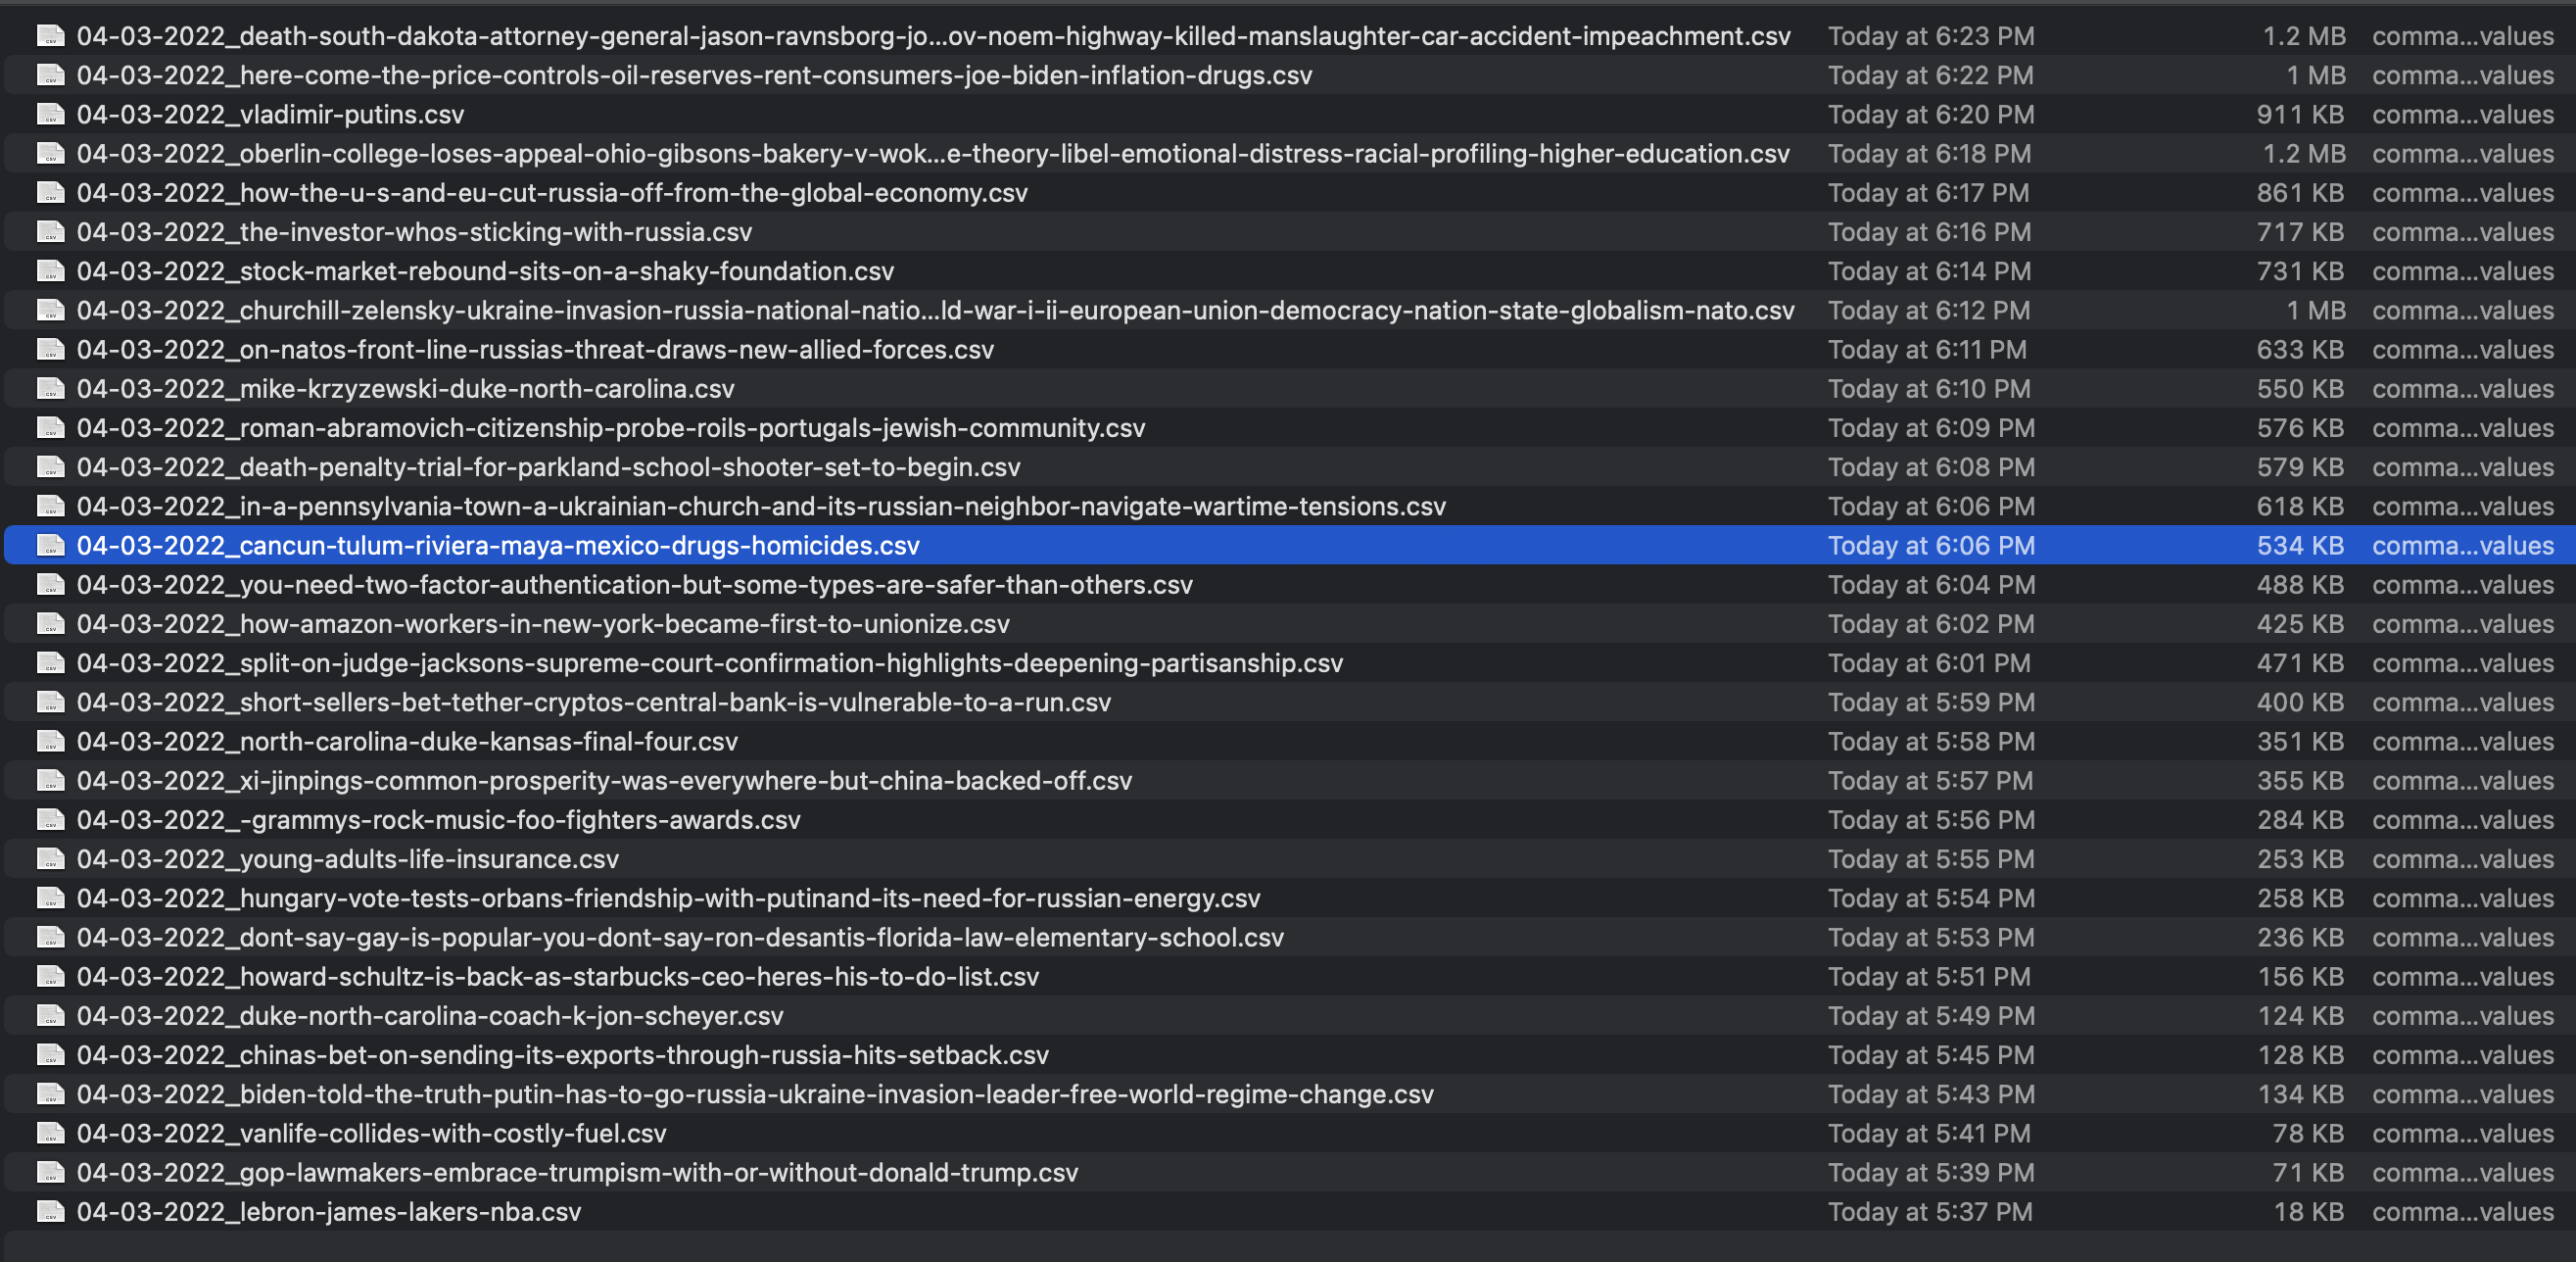 04-03-2022_death-south-dakota-attorney-general-jason-ravnsborg-jo...ov-noem-highway-killed-manslaughter-car-accident-impeachment.csv Today at 6:23 PM 1.2 MB comma...values
04-03-2022_here-come-the-price-controls-oil-reserves-rent-consumers-joe-biden-inflation-drugs.csv Today at 6:22 PM 1 MB comma...values
04-03-2022_vladimir-putins.csv Today at 6:20 PM 911 KB comma...values
04-03-2022_oberlin-college-loses-appeal-ohio-gibsons-bakery-v-wok...e-theory-libel-emotional-distress-racial-profiling-higher-education.csv Today at 6:18 PM 1.2 MB comma...values
04-03-2022_how-the-u-s-and-eu-cut-russia-off-from-the-global-economy.csv Today at 6:17 PM 861 KB comma...values
04-03-2022_the-investor-whos-sticking-with-russia.csv Today at 6:16 PM 717 KB comma...values
04-03-2022_stock-market-rebound-sits-on-a-shaky-foundation.csv Today at 6:14 PM 731 KB comma...values
04-03-2022_churchill-zelensky-ukraine-invasion-russia-national-natio...ld-war-i-ii-european-union-democracy-nation-state-globalism-nato.csv Today at 6:12 PM 1 MB comma...values
04-03-2022_on-natos-front-line-russias-threat-draws-new-allied-forces.csv Today at 6:11 PM 633 KB comma...values
04-03-2022_mike-krzyzewski-duke-north-carolina.csv Today at 6:10 PM 550 KB comma...values
04-03-2022_roman-abramovich-citizenship-probe-roils-portugals-jewish-community.csv Today at 6:09 PM 576 KB comma...values
04-03-2022_death-penalty-trial-for-parkland-school-shooter-set-to-begin.csv Today at 6:08 PM 579 KB comma...values
04-03-2022_in-a-pennsylvania-town-a-ukrainian-church-and-its-russian-neighbor-navigate-wartime-tensions.csv Today at 6:06 PM 618 KB comma...values
04-03-2022_cancun-tulum-riviera-maya-mexico-drugs-homicides.csv Today at 6:06 PM 534 KB comma...values
04-03-2022_you-need-two-factor-authentication-but-some-types-are-safer-than-others.csv Today at 6:04 PM 488 KB comma...values
04-03-2022_how-amazon-workers-in-new-york-became-first-to-unionize.csv Today at 6:02 PM 425 KB comma...values
04-03-2022_split-on-judge-jacksons-supreme-court-confirmation-highlights-deepening-partisanship.csv Today at 6:01 PM 471 KB comma...values
04-03-2022_short-sellers-bet-tether-cryptos-central-bank-is-vulnerable-to-a-run.csv Today at 5:59 PM 400 KB comma...values
04-03-2022_north-carolina-duke-kansas-final-four.csv Today at 5:58 PM 351 KB comma...values
04-03-2022_xi-jinpings-common-prosperity-was-everywhere-but-china-backed-off.csv Today at 5:57 PM 355 KB comma...values
04-03-2022_-grammys-rock-music-foo-fighters-awards.csv Today at 5:56 PM 284 KB comma...values
04-03-2022_young-adults-life-insurance.csv Today at 5:55 PM 253 KB comma...values
04-03-2022_hungary-vote-tests-orbans-friendship-with-putinand-its-need-for-russian-energy.csv Today at 5:54 PM 258 KB comma...values
04-03-2022_dont-say-gay-is-popular-you-dont-say-ron-desantis-florida-law-elementary-school.csv Today at 5:53 PM 236 KB comma...values
04-03-2022_howard-schultz-is-back-as-starbucks-ceo-heres-his-to-do-list.csv Today at 5:51 PM 156 KB comma...values
04-03-2022_duke-north-carolina-coach-k-jon-scheyer.csv Today at 5:49 PM 124 KB comma...values
04-03-2022_chinas-bet-on-sending-its-exports-through-russia-hits-setback.csv Today at 5:45 PM 128 KB comma...values
04-03-2022_biden-told-the-truth-putin-has-to-go-russia-ukraine-invasion-leader-free-world-regime-change.csv Today at 5:43 PM 134 KB comma...values
04-03-2022_vanlife-collides-with-costly-fuel.csv Today at 5:41 PM 78 KB comma...values
04-03-2022_gop-lawmakers-embrace-trumpism-with-or-without-donald-trump.csv Today at 5:39 PM 71 KB comma...values
04-03-2022_lebron-james-lakers-nba.csv Today at 5:37 PM 18 KB comma...values